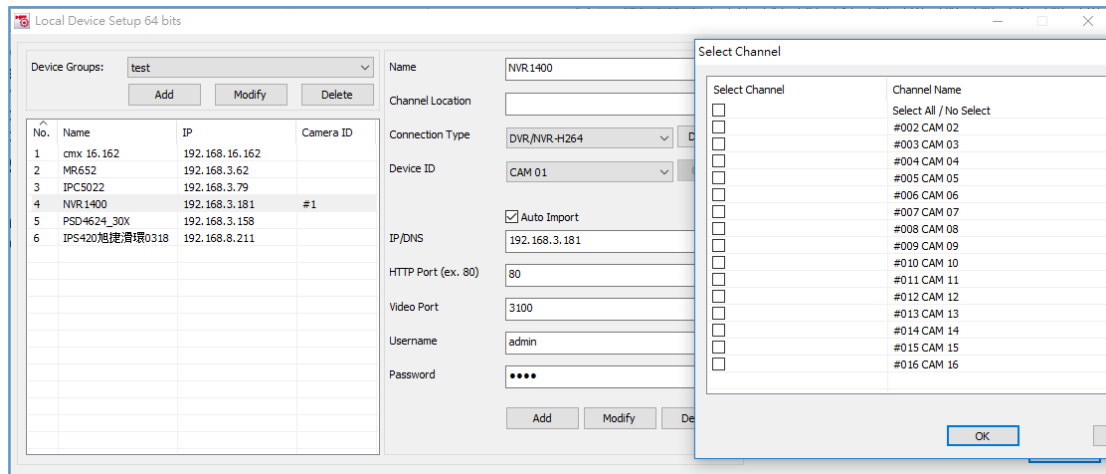 Local Device Setup 64 bits
Device Groups: test
Add Modify Delete
No. Name IP Camera ID
1 cmx 16.162 192.168.16.162
2 MR652 192.168.3.62
3 IPC5022 192.168.3.79
4 NVR1400 192.168.3.181 #1
5 PSD4624_30X 192.168.3.158
6 IPS420旭捷滑環0318 192.168.8.211
Name NVR1400
Channel Location
Connection Type DVR/NVR-H264 D
Device ID CAM 01
Auto Import
IP/DNS 192.168.3.181
HTTP Port (ex. 80) 80
Video Port 3100
Username admin
Password ••••
Add Modify De
Select Channel
Select Channel Channel Name
Select All / No Select
#002 CAM 02
#003 CAM 03
#004 CAM 04
#005 CAM 05
#006 CAM 06
#007 CAM 07
#008 CAM 08
#009 CAM 09
#010 CAM 10
#011 CAM 11
#012 CAM 12
#013 CAM 13
#014 CAM 14
#015 CAM 15
#016 CAM 16
OK